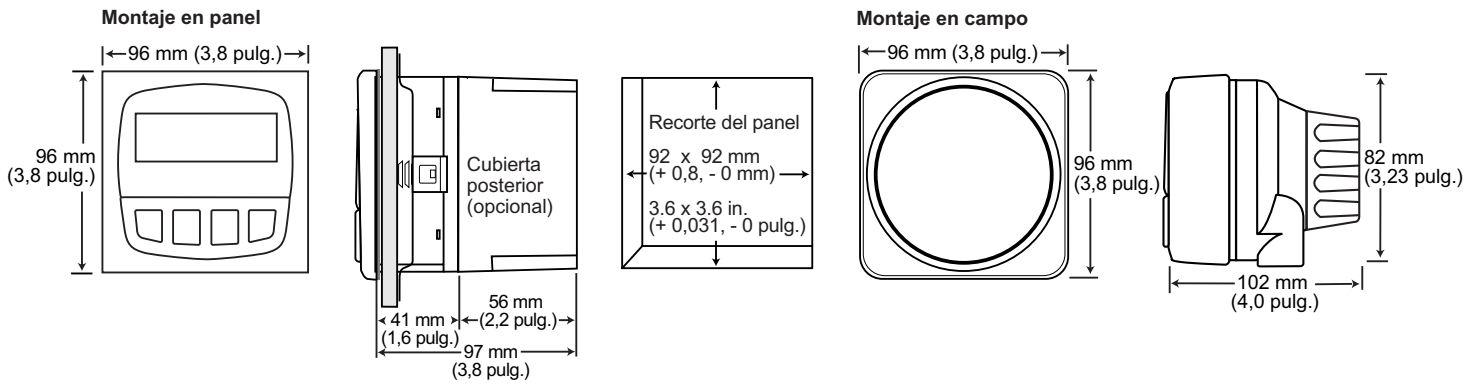 Montaje en panel
96 mm (3,8 pulg.)
96 mm
(3,8 pulg.)
Cubierta
posterior
(opcional)
41 mm
(1,6 pulg.)
56 mm
(2,2 pulg.)
97 mm
(3,8 pulg.)
Recorte del panel
92 x 92 mm
(+ 0,8, - 0 mm)
3.6 x 3.6 in.
(+ 0,031, - 0 pulg.)
Montaje en campo
96 mm (3,8 pulg.)
96 mm
(3,8 pulg.)
82 mm
(3,23 pulg.)
102 mm
(4,0 pulg.)